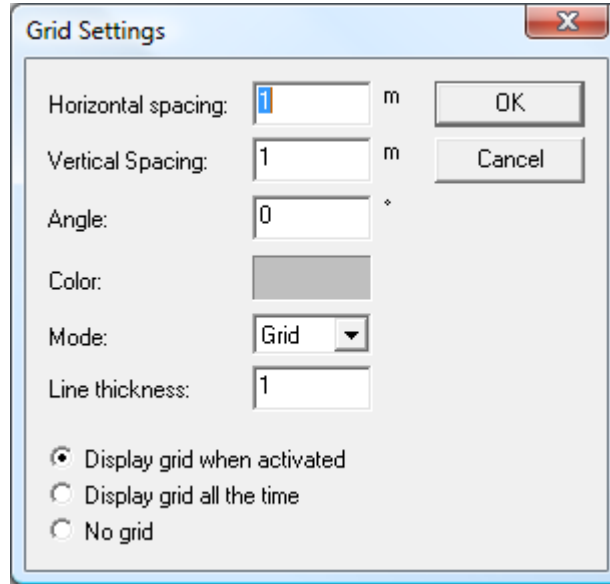 Grid Settings
Horizontal spacing: 1 m OK
Vertical Spacing: 1 m Cancel
Angle: 0 °
Color:
Mode: Grid
Line thickness: 1
Display grid when activated
Display grid all the time
No grid